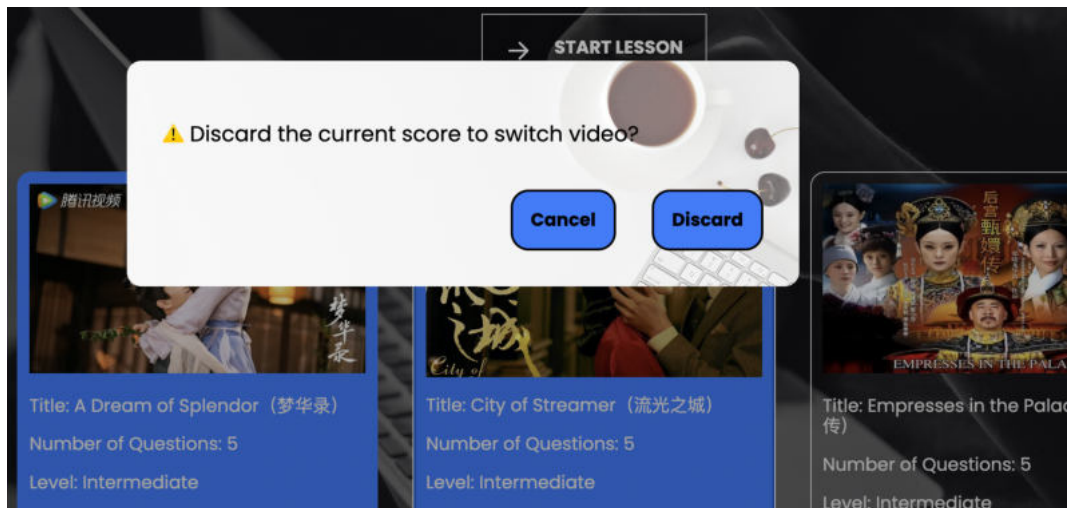 → START LESSON
⚠ Discard the current score to switch video?
Cancel
Discard
腾讯视频
梦华录
之城
City of
后宫
甄嬛传
EMPRESSES IN THE PALA
Title: A Dream of Splendor（梦华录）
Number of Questions: 5
Level: Intermediate
Title: City of Streamer（流光之城）
Number of Questions: 5
Level: Intermediate
Title: Empresses in the Palac
传）
Number of Questions: 5
Level: Intermediate